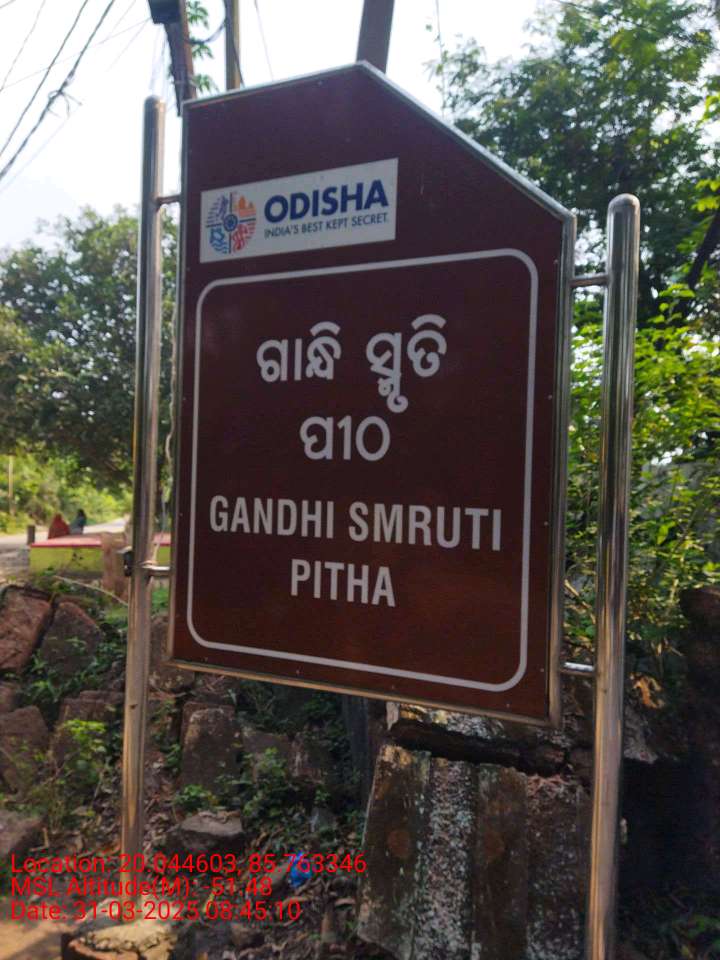 ODISHA
INDIA'S BEST KEPT SECRET.
ଗାନ୍ଧି ସ୍ମୃତି
ପୀଠ
GANDHI SMRUTI
PITHA
Location: 20.044603, 85.763346
MSL Altitude(M): -51.48
Date: 31-03-2025 08:45:10